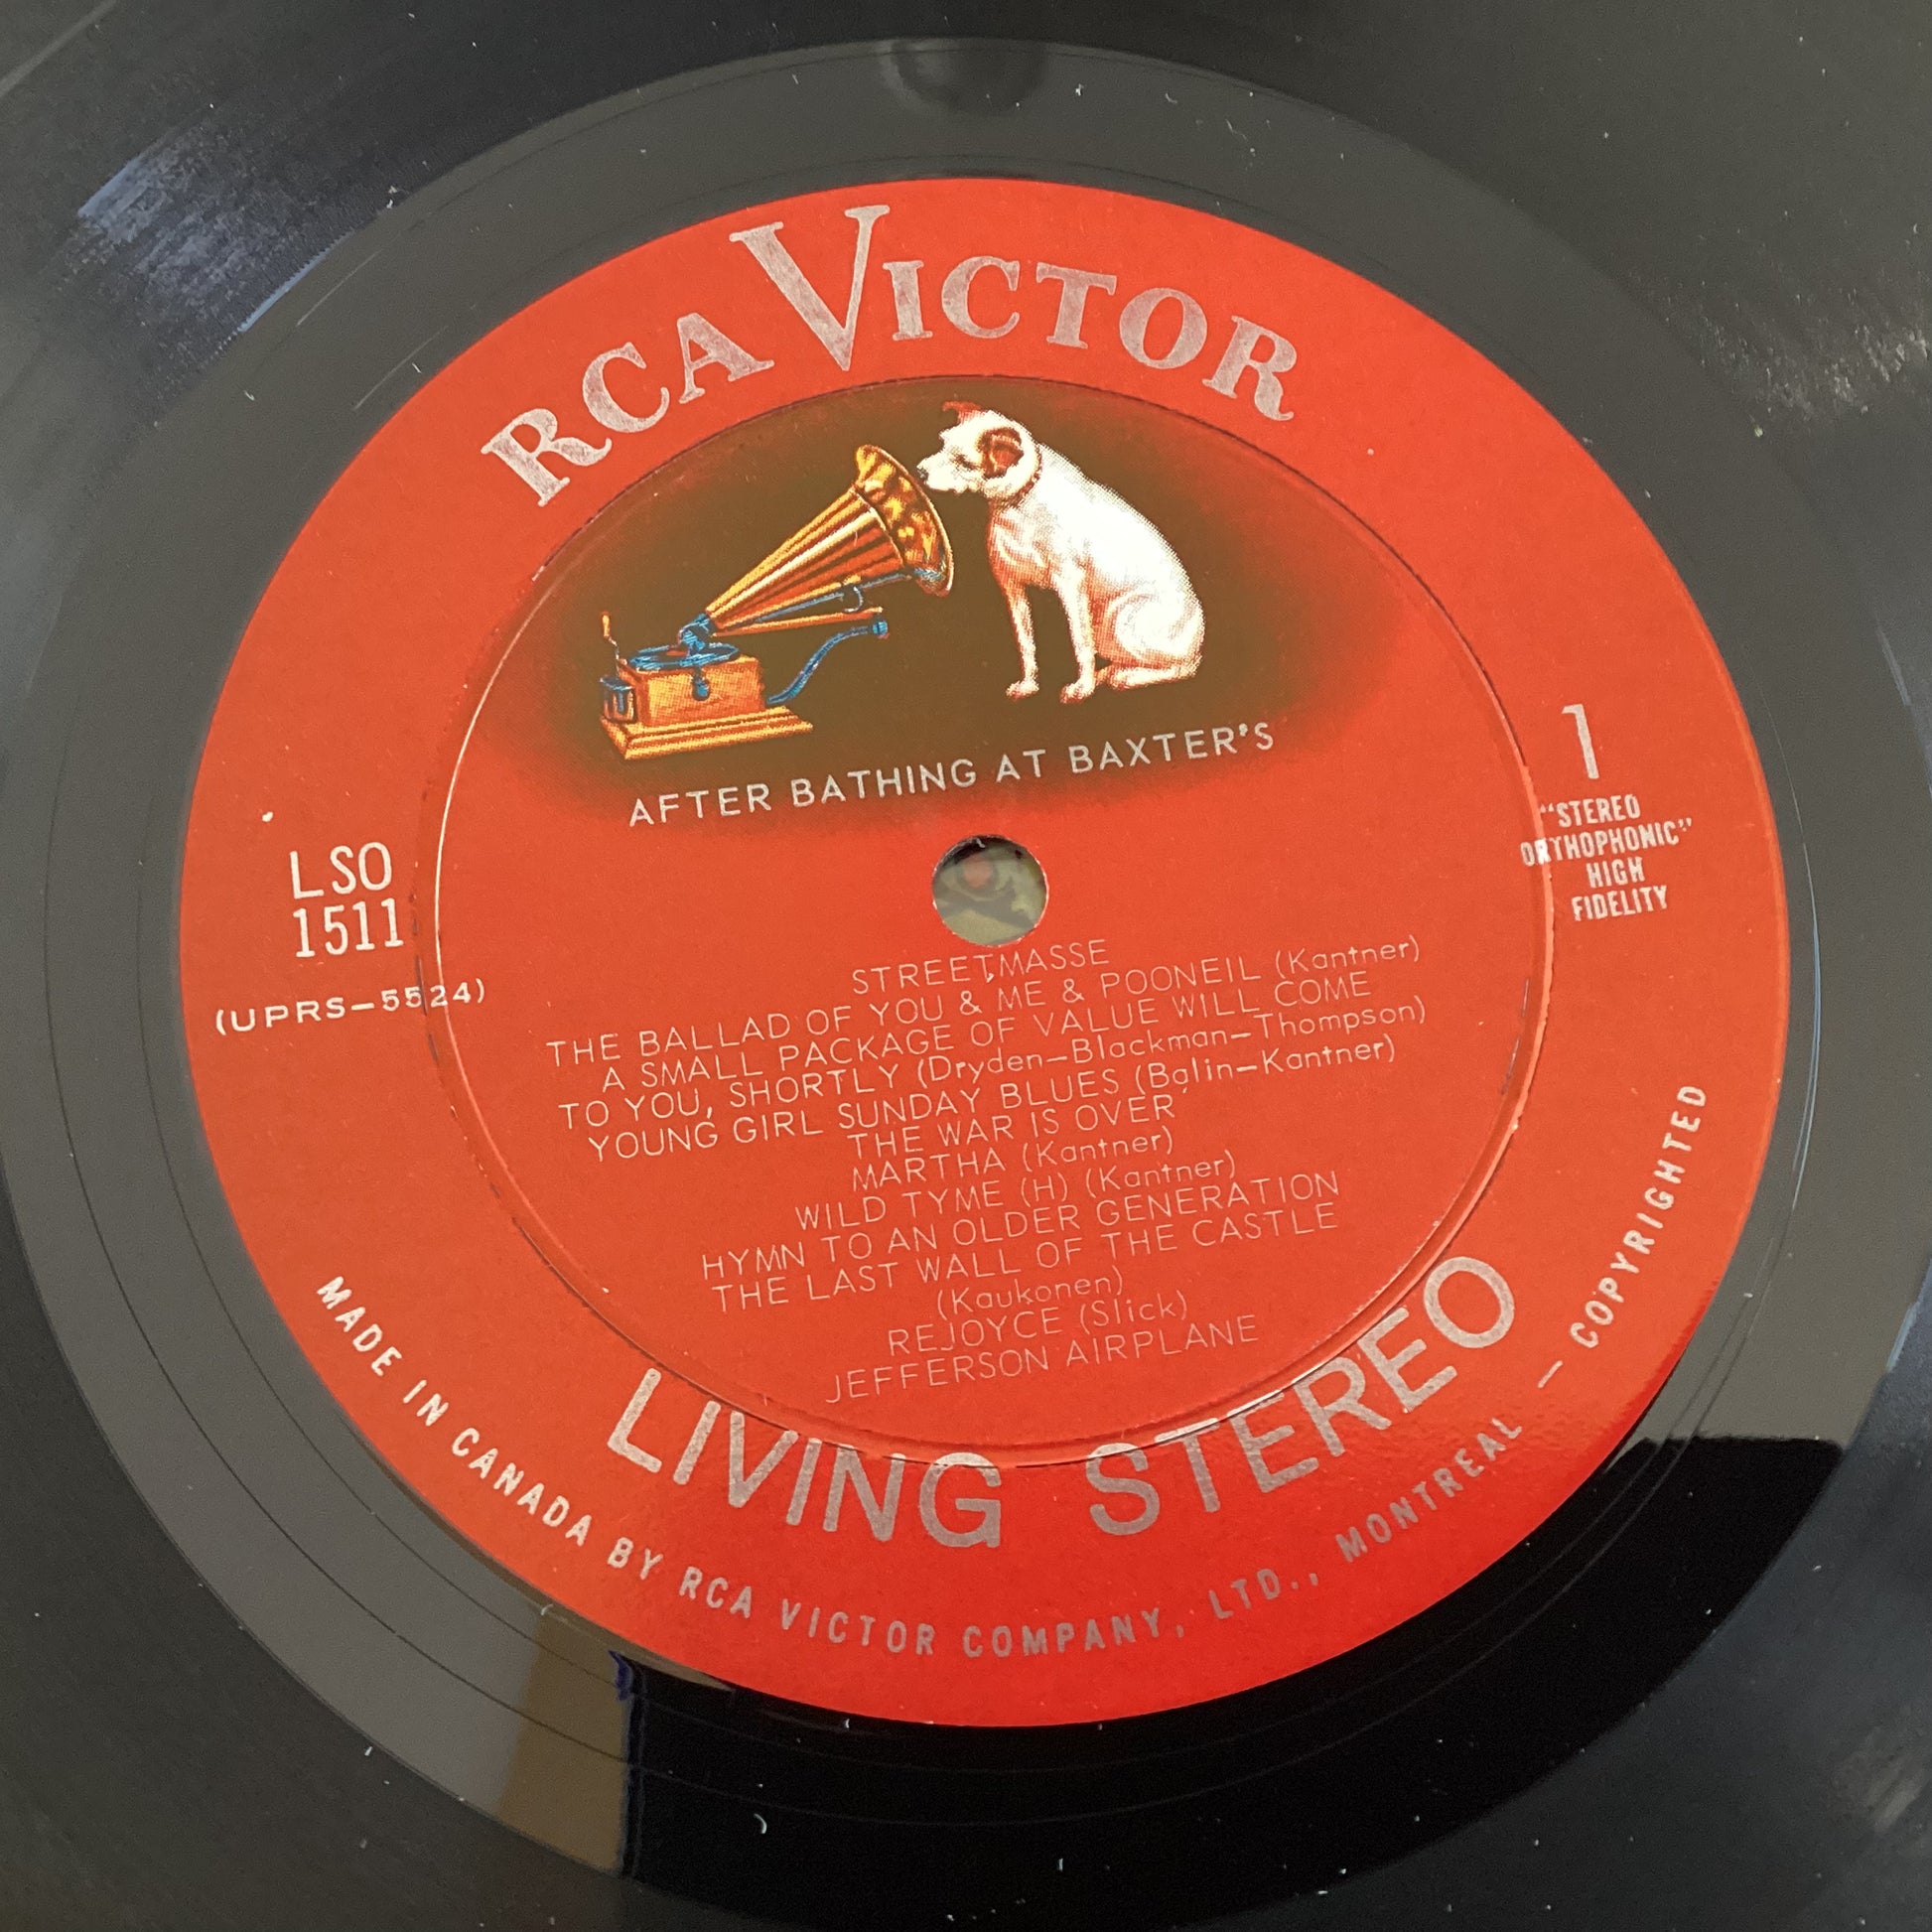 RCA VICTOR
AFTER BATHING AT BAXTER'S
LSO
1511
(UPRS-5524)
1
"STEREO
ORTHOPHONIC"
HIGH
FIDELITY
STREETMASSE
THE BALLAD OF YOU & ME & POONEIL (Kantner)
A SMALL PACKAGE OF VALUE WILL COME
TO YOU, SHORTLY (Dryden-Blackman-Thompson)
YOUNG GIRL SUNDAY BLUES (Balin-Kantner)
THE WAR IS OVER
MARTHA (Kantner)
WILD TYME (H) (Kantner)
HYMN TO AN OLDER GENERATION
THE LAST WALL OF THE CASTLE
(Kaukonen)
REJOYCE (Slick)
JEFFERSON AIRPLANE
LIVING STEREO
MADE IN CANADA BY RCA VICTOR COMPANY, LTD., MONTREAL - COPYRIGHTED